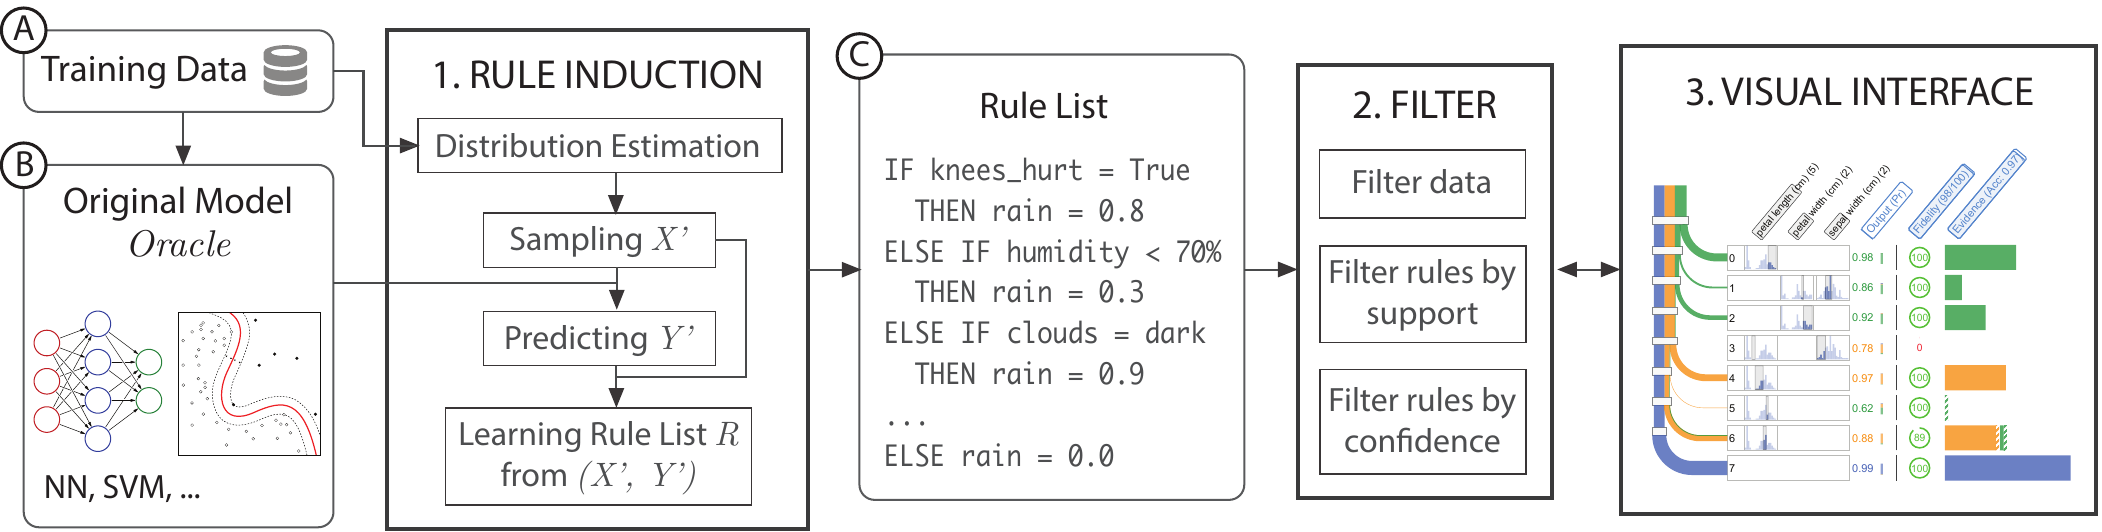 A
Training Data
B
Original Model
Oracle
NN, SVM, ...
1. RULE INDUCTION
Distribution Estimation
Sampling X'
Predicting Y'
Learning Rule List R
from (X', Y')
C
Rule List
IF knees_hurt = True
THEN rain = 0.8
ELSE IF humidity < 70%
THEN rain = 0.3
ELSE IF clouds = dark
THEN rain = 0.9
...
ELSE rain = 0.0
2. FILTER
Filter data
Filter rules by
support
Filter rules by
confidence
3. VISUAL INTERFACE
petal length (cm) (5)
petal width (cm) (2)
sepal width (cm) (2)
Output (Pr)
Fidelity (98/100)
Evidence (Acc: 0.97)
0 0.98 100
1 0.86 100
2 0.92 100
3 0.78 0
4 0.97 100
5 0.62 100
6 0.88 89
7 0.99 100